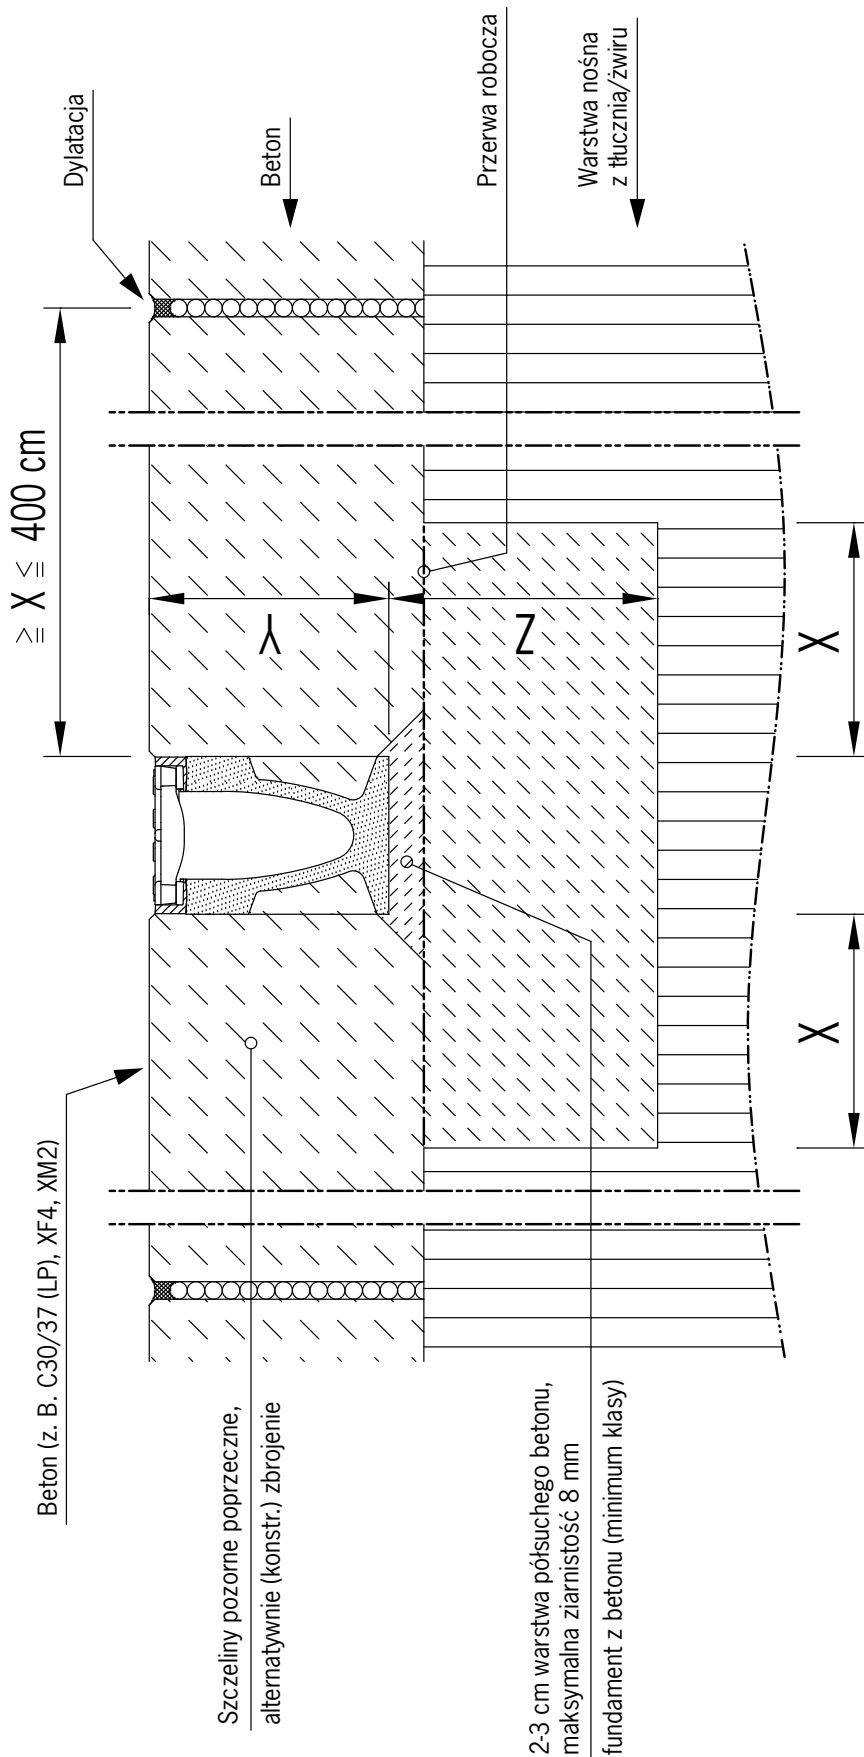 Beton (z. B. C30/37 (LP), XF4, XM2)
≧ X ≦ 400 cm
Dylatacja
Beton
Przerwa robocza
Warstwa nośna
z tłucznia/żwiru
Y
Z
X
X
Szczeliny pozorne poprzeczne,
alternatywnie (konstr.) zbrojenie
2-3 cm warstwa półsuchego betonu,
maksymalna ziarnistość 8 mm
fundament z betonu (minimum klasy)